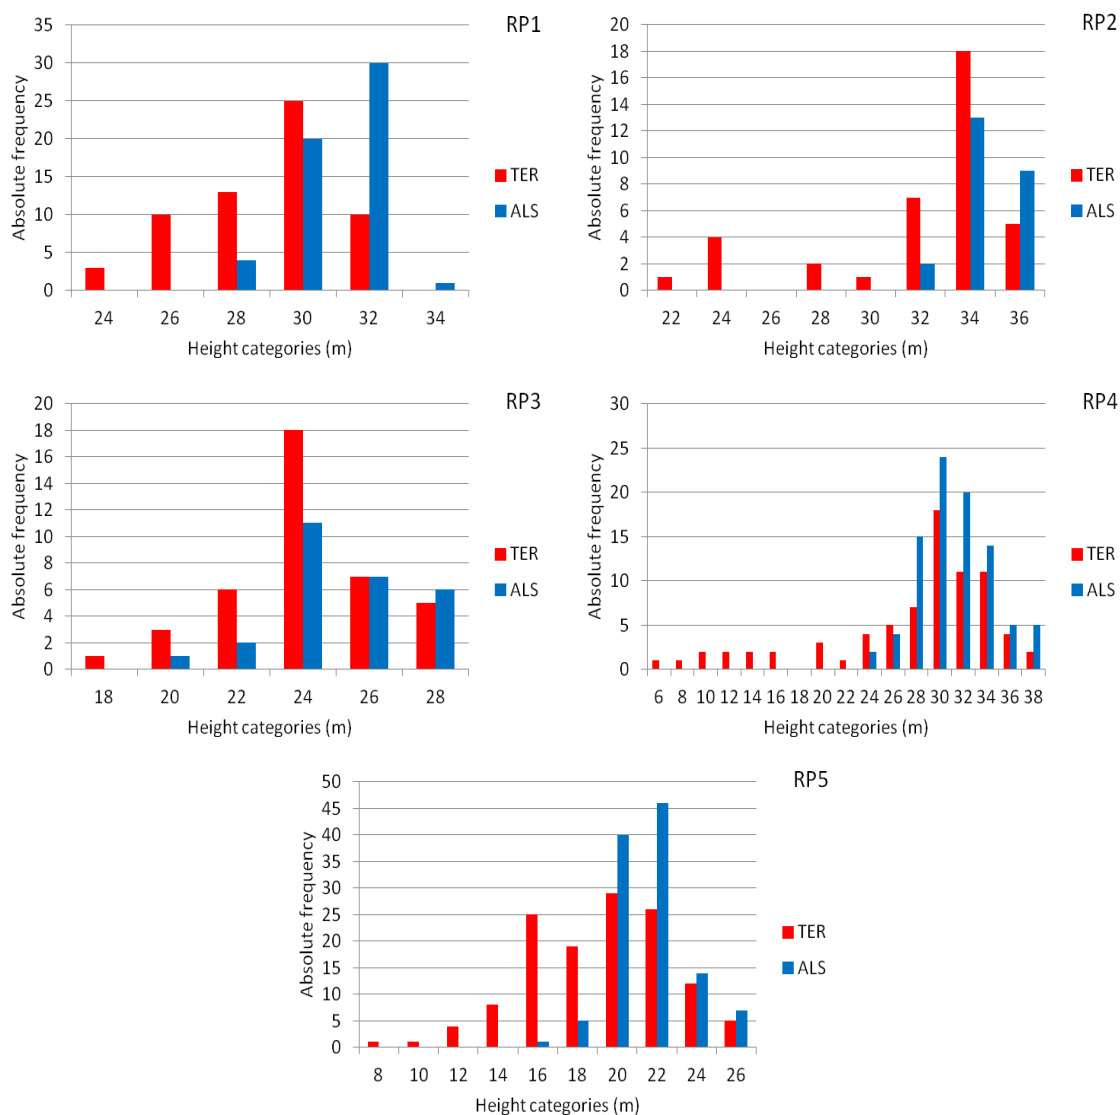 RP1
Absolute frequency
35
30
25
20
15
10
5
0
24 26 28 30 32 34
Height categories (m)
TER
ALS
RP2
Absolute frequency
20
18
16
14
12
10
8
6
4
2
0
22 24 26 28 30 32 34 36
Height categories (m)
TER
ALS
RP3
Absolute frequency
20
18
16
14
12
10
8
6
4
2
0
18 20 22 24 26 28
Height categories (m)
TER
ALS
RP4
Absolute frequency
30
25
20
15
10
5
0
6 8 10 12 14 16 18 20 22 24 26 28 30 32 34 36 38
Height categories (m)
TER
ALS
RP5
Absolute frequency
50
45
40
35
30
25
20
15
10
5
0
8 10 12 14 16 18 20 22 24 26
Height categories (m)
TER
ALS